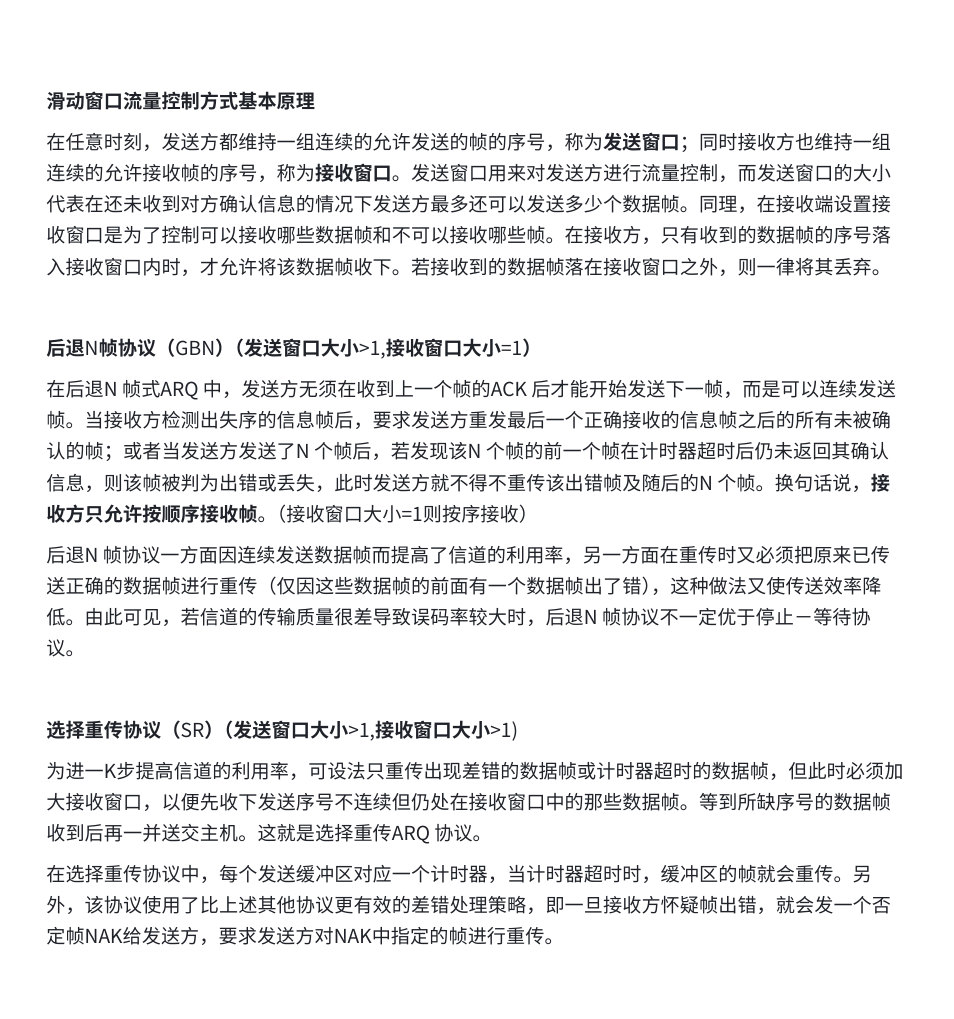 滑动窗口流量控制方式基本原理
在任意时刻，发送方都维持一组连续的允许发送的帧的序号，称为发送窗口；同时接收方也维持一组
连续的允许接收帧的序号，称为接收窗口。发送窗口用来对发送方进行流量控制，而发送窗口的大小
代表在还未收到对方确认信息的情况下发送方最多还可以发送多少个数据帧。同理，在接收端设置接
收窗口是为了控制可以接收哪些数据帧和不可以接收哪些帧。在接收方，只有收到的数据帧的序号落
入接收窗口内时，才允许将该数据帧收下。若接收到的数据帧落在接收窗口之外，则一律将其丢弃。
后退N帧协议（GBN）（发送窗口大小>1,接收窗口大小=1）
在后退N 帧式ARQ 中，发送方无须在收到上一个帧的ACK 后才能开始发送下一帧，而是可以连续发送
帧。当接收方检测出失序的信息帧后，要求发送方重发最后一个正确接收的信息帧之后的所有未被确
认的帧；或者当发送方发送了N 个帧后，若发现该N 个帧的前一个帧在计时器超时后仍未返回其确认
信息，则该帧被判为出错或丢失，此时发送方就不得不重传该出错帧及随后的N 个帧。换句话说，接
收方只允许按顺序接收帧。（接收窗口大小=1则按序接收）
后退N 帧协议一方面因连续发送数据帧而提高了信道的利用率，另一方面在重传时又必须把原来已传
送正确的数据帧进行重传（仅因这些数据帧的前面有一个数据帧出了错），这种做法又使传送效率降
低。由此可见，若信道的传输质量很差导致误码率较大时，后退N 帧协议不一定优于停止－等待协
议。
选择重传协议（SR）（发送窗口大小>1,接收窗口大小>1)
为进一K步提高信道的利用率，可设法只重传出现差错的数据帧或计时器超时的数据帧，但此时必须加
大接收窗口，以便先收下发送序号不连续但仍处在接收窗口中的那些数据帧。等到所缺序号的数据帧
收到后再一并送交主机。这就是选择重传ARQ 协议。
在选择重传协议中，每个发送缓冲区对应一个计时器，当计时器超时时，缓冲区的帧就会重传。另
外，该协议使用了比上述其他协议更有效的差错处理策略，即一旦接收方怀疑帧出错，就会发一个否
定帧NAK给发送方，要求发送方对NAK中指定的帧进行重传。